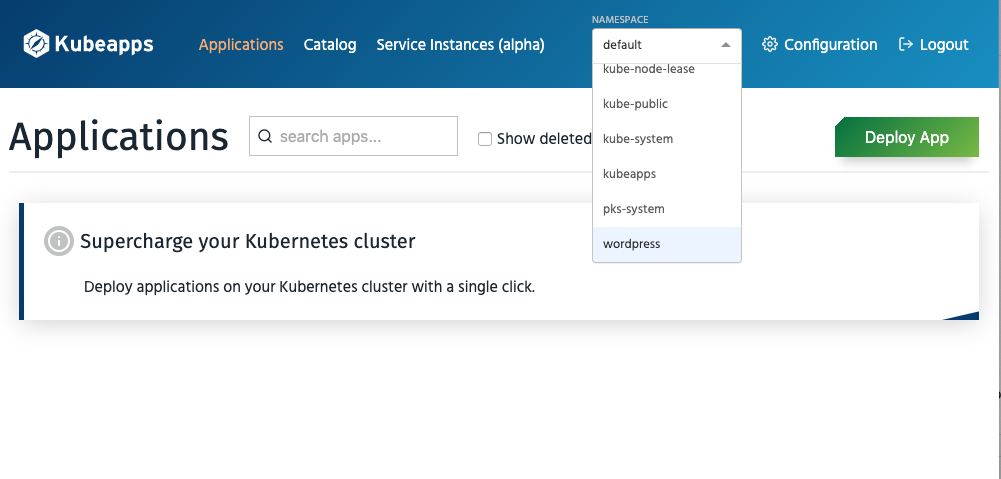 NAMESPACE
Kubeapps Applications Catalog Service Instances (alpha) default Configuration Logout
kube-node-lease
kube-public
Applications search apps... Show deleted kube-system Deploy App
kubeapps
pks-system
Supercharge your Kubernetes cluster wordpress
Deploy applications on your Kubernetes cluster with a single click.